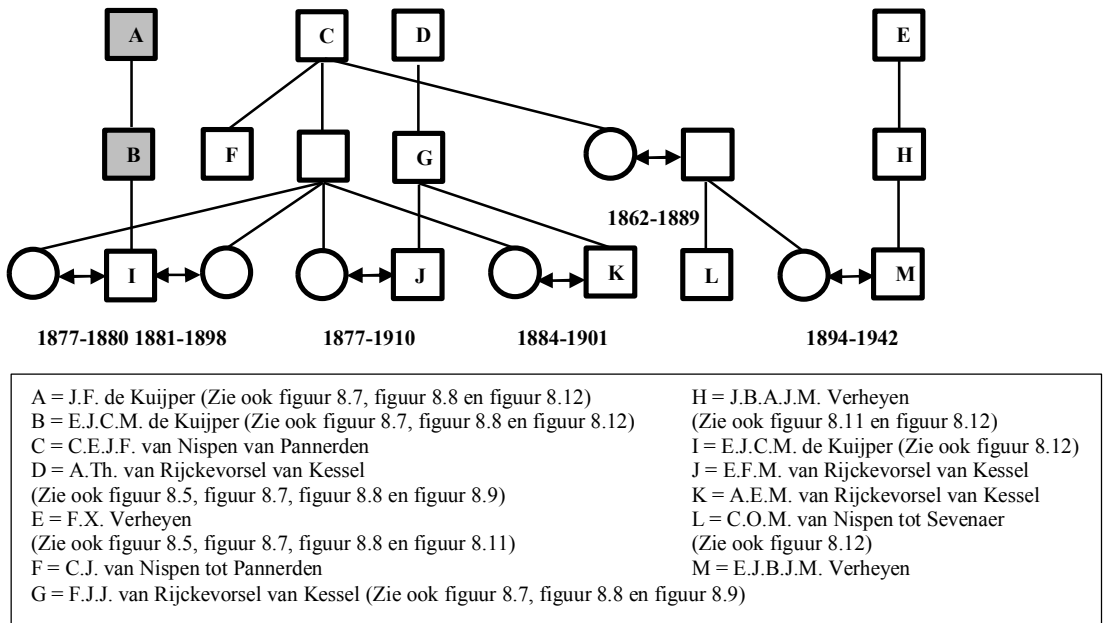 A C D E
B F G H
1862-1889
I J K L M
1877-1880 1881-1898 1877-1910 1884-1901 1894-1942
A = J.F. de Kuijper (Zie ook figuur 8.7, figuur 8.8 en figuur 8.12)
B = E.J.C.M. de Kuijper (Zie ook figuur 8.7, figuur 8.8 en figuur 8.12)
C = C.E.J.F. van Nispen van Pannerden
D = A.Th. van Rijckevorsel van Kessel
(Zie ook figuur 8.5, figuur 8.7, figuur 8.8 en figuur 8.9)
E = F.X. Verheyen
(Zie ook figuur 8.5, figuur 8.7, figuur 8.8 en figuur 8.11)
F = C.J. van Nispen tot Pannerden
G = F.J.J. van Rijckevorsel van Kessel (Zie ook figuur 8.7, figuur 8.8 en figuur 8.9)
H = J.B.A.J.M. Verheyen
(Zie ook figuur 8.11 en figuur 8.12)
I = E.J.C.M. de Kuijper (Zie ook figuur 8.12)
J = E.F.M. van Rijckevorsel van Kessel
K = A.E.M. van Rijckevorsel van Kessel
L = C.O.M. van Nispen tot Sevenaer
(Zie ook figuur 8.12)
M = E.J.B.J.M. Verheyen